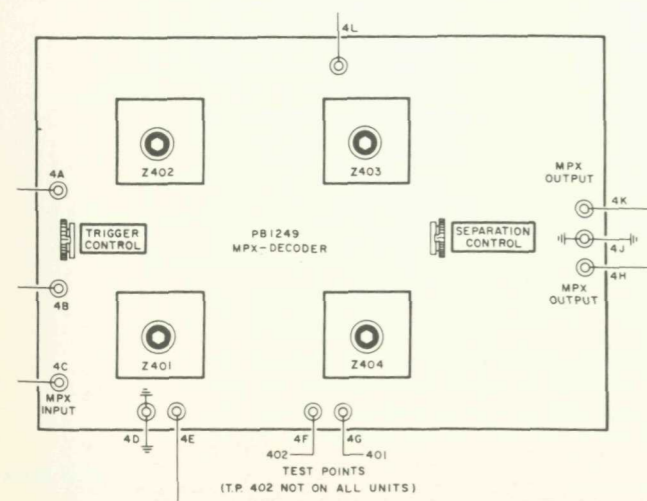 4L
Z402
Z403
MPX
OUTPUT
4A
4K
TRIGGER
CONTROL
PB1249
MPX-DECODER
SEPARATION
CONTROL
4J
4B
4H
MPX
OUTPUT
4C
Z401
Z404
MPX
INPUT
4D
4E
4F
4G
402
401
TEST POINTS
(T.P. 402 NOT ON ALL UNITS)